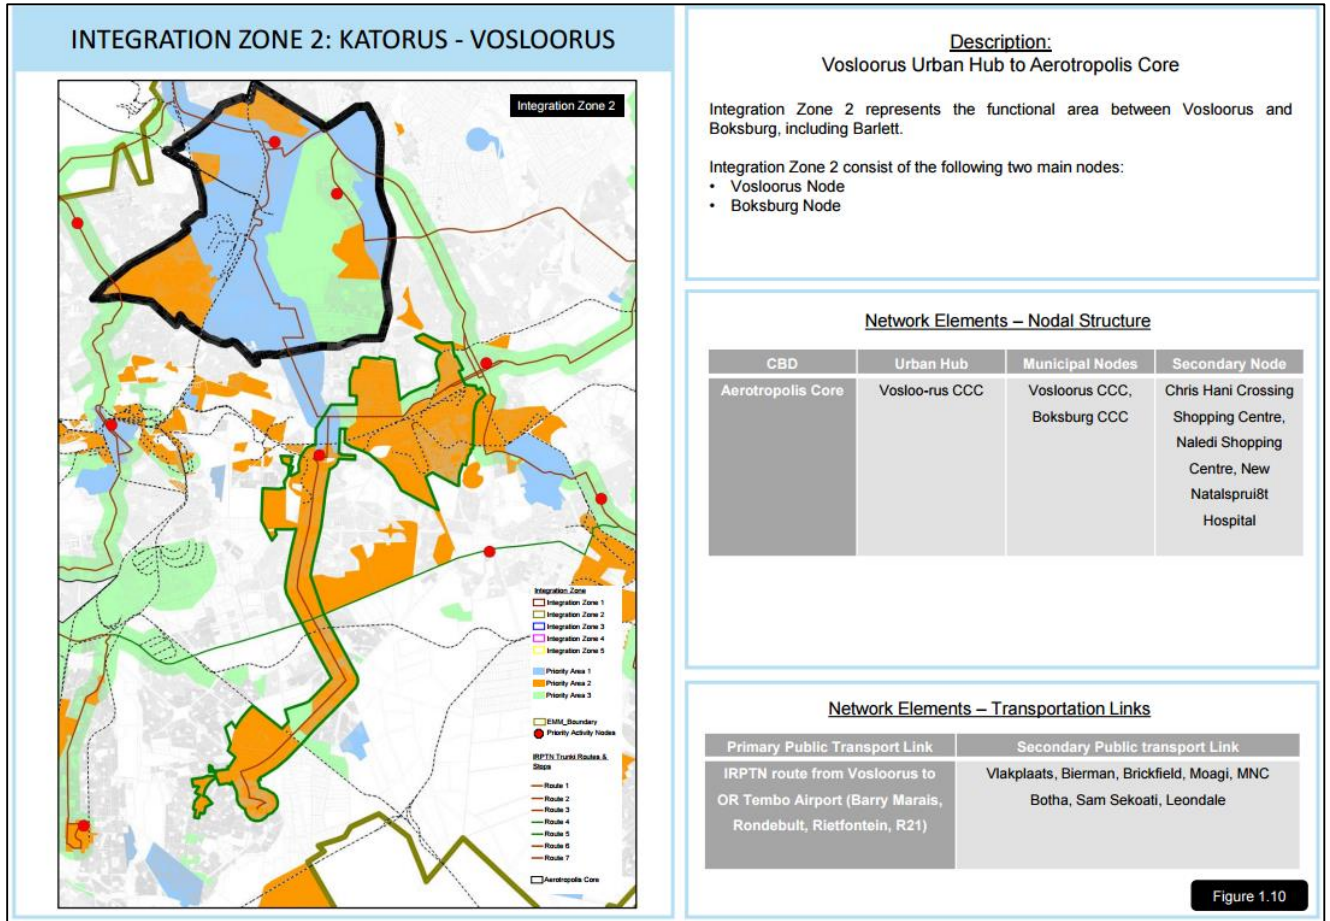 INTEGRATION ZONE 2: KATORUS - VOSLOORUS
Integration Zone 2
Integration Zone
Integration Zone 1
Integration Zone 2
Integration Zone 3
Integration Zone 4
Integration Zone 5
Priority Area 1
Priority Area 2
Priority Area 3
EMM_Boundary
Priority Activity Nodes
IRPTN Trunki Routes &
Stops
Route 1
Route 2
Route 3
Route 4
Route 5
Route 6
Route 7
Aerotropolis Core
Description:
Vosloorus Urban Hub to Aerotropolis Core
Integration Zone 2 represents the functional area between Vosloorus and
Boksburg, including Barlett.
Integration Zone 2 consist of the following two main nodes:
• Vosloorus Node
• Boksburg Node
Network Elements – Nodal Structure
CBD Urban Hub Municipal Nodes Secondary Node
Aerotropolis Core Vosloo-rus CCC Vosloorus CCC, Chris Hani Crossing
Boksburg CCC Shopping Centre,
Naledi Shopping
Centre, New
Natalsprui8t
Hospital
Network Elements – Transportation Links
Primary Public Transport Link Secondary Public transport Link
IRPTN route from Vosloorus to Vlakplaats, Bierman, Brickfield, Moagi, MNC
OR Tembo Airport (Barry Marais, Botha, Sam Sekoati, Leondale
Rondebult, Rietfontein, R21)
Figure 1.10